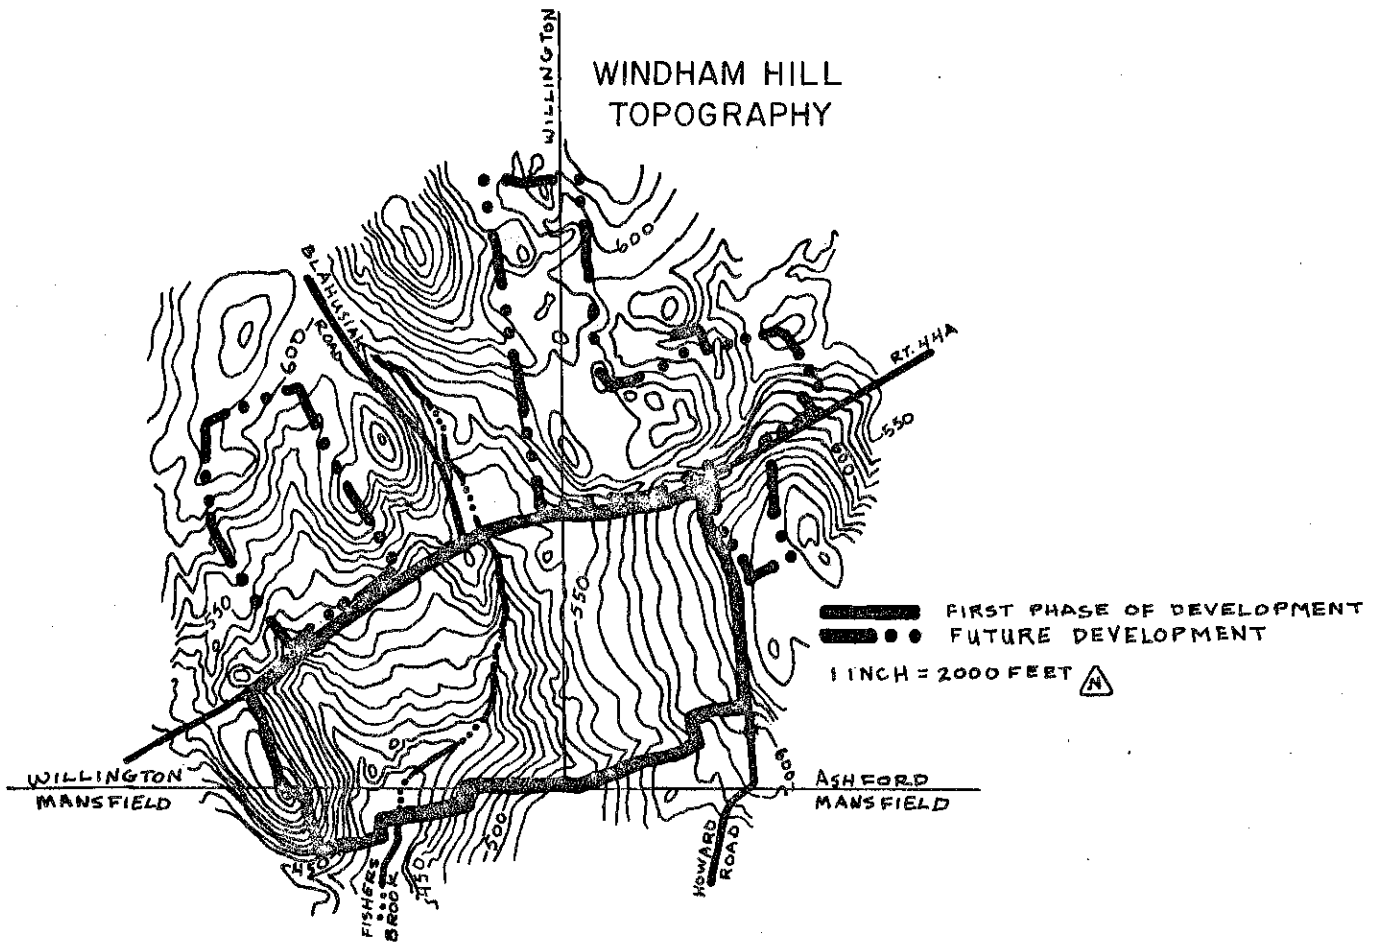 WILLINGTON
WINDHAM HILL
TOPOGRAPHY
600
BLAHUSIAK
ROAD
600
RT. 44A
550
600
550
550
FIRST PHASE OF DEVELOPMENT
FUTURE DEVELOPMENT
1 INCH = 2000 FEET N
WILLINGTON
MANSFIELD
600
ASHFORD
MANSFIELD
500
450
450
HOWARD
ROAD
FISHERS
BROOK